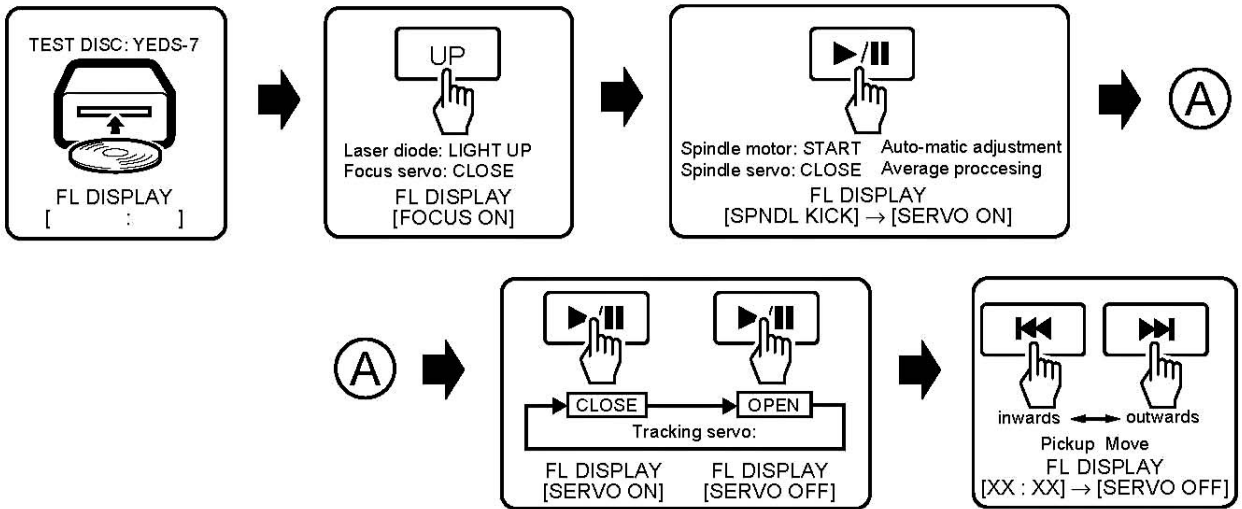 TEST DISC: YEDS-7
FL DISPLAY
[ : ]
UP
Laser diode: LIGHT UP
Focus servo: CLOSE
FL DISPLAY
[FOCUS ON]
Spindle motor: START Auto-matic adjustment
Spindle servo: CLOSE Average proccesing
FL DISPLAY
[SPNDL KICK] → [SERVO ON]
A
A
CLOSE
OPEN
Tracking servo:
FL DISPLAY
[SERVO ON]
FL DISPLAY
[SERVO OFF]
inwards outwards
Pickup Move
FL DISPLAY
[XX : XX] → [SERVO OFF]